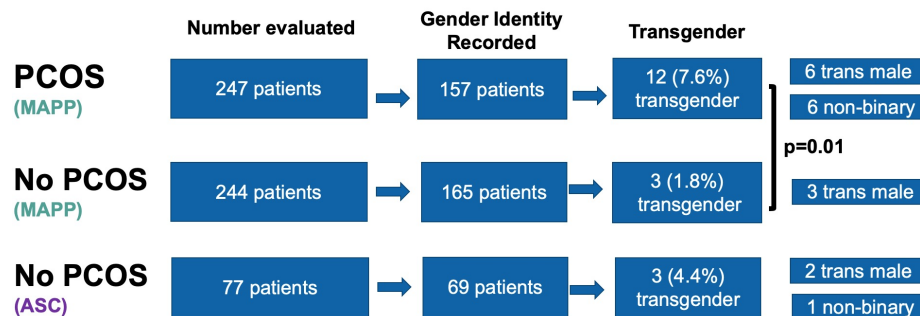 Number evaluated
Gender Identity
Recorded
Transgender
PCOS
(MAPP)
247 patients
157 patients
12 (7.6%)
transgender
6 trans male
6 non-binary
p=0.01
No PCOS
(MAPP)
244 patients
165 patients
3 (1.8%)
transgender
3 trans male
No PCOS
(ASC)
77 patients
69 patients
3 (4.4%)
transgender
2 trans male
1 non-binary